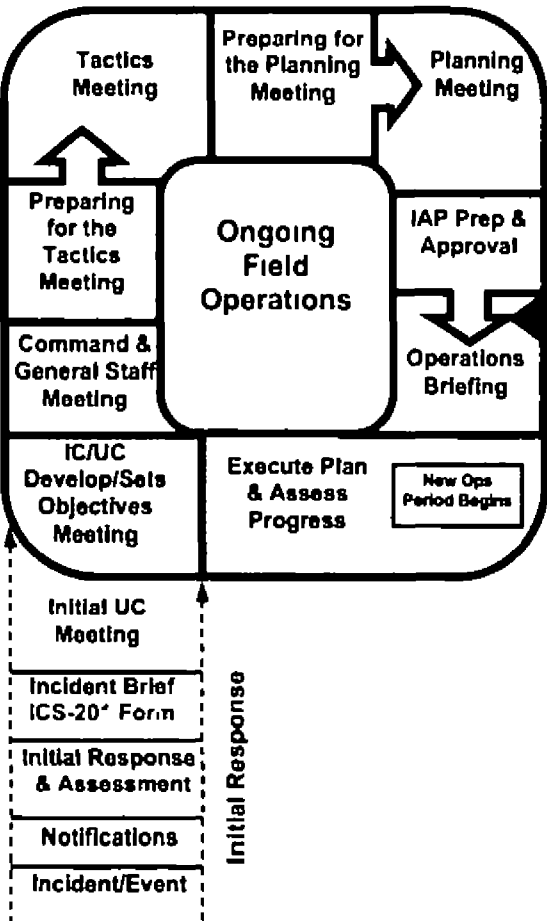 Tactics
Meeting
Preparing for
the Planning
Meeting
Planning
Meeting
Preparing
for the
Tactics
Meeting
Ongoing
Field
Operations
IAP Prep &
Approval
Command &
General Staff
Meeting
Operations
Briefing
IC/UC
Develop/Sets
Objectives
Meeting
Execute Plan
& Assess
Progress
New Ops
Period Begins
Initial UC
Meeting
Incident Brief
Form
Initial Response
& Assessment
Notifications
Incident/Event
Initial Response